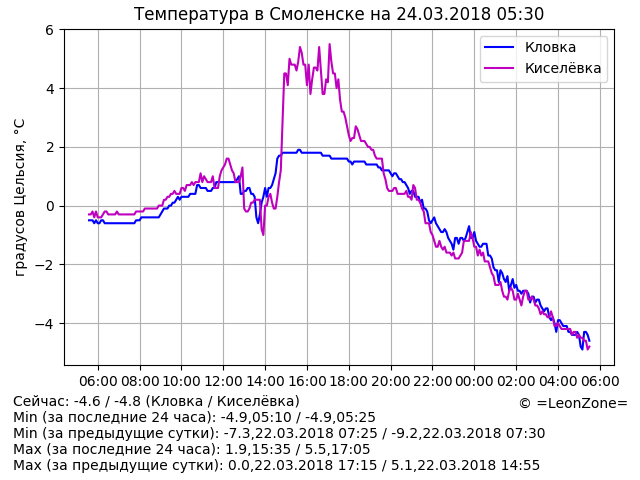 Температура в Смоленске на 24.03.2018 05:30
градусов Цельсия, °C
6
4
2
0
−2
−4
Кловка
Киселёвка
06:00 08:00 10:00 12:00 14:00 16:00 18:00 20:00 22:00 00:00 02:00 04:00 06:00
Сейчас: -4.6 / -4.8 (Кловка / Киселёвка)
© =LeonZone=
Min (за последние 24 часа): -4.9,05:10 / -4.9,05:25
Min (за предыдущие сутки): -7.3,22.03.2018 07:25 / -9.2,22.03.2018 07:30
Max (за последние 24 часа): 1.9,15:35 / 5.5,17:05
Max (за предыдущие сутки): 0.0,22.03.2018 17:15 / 5.1,22.03.2018 14:55